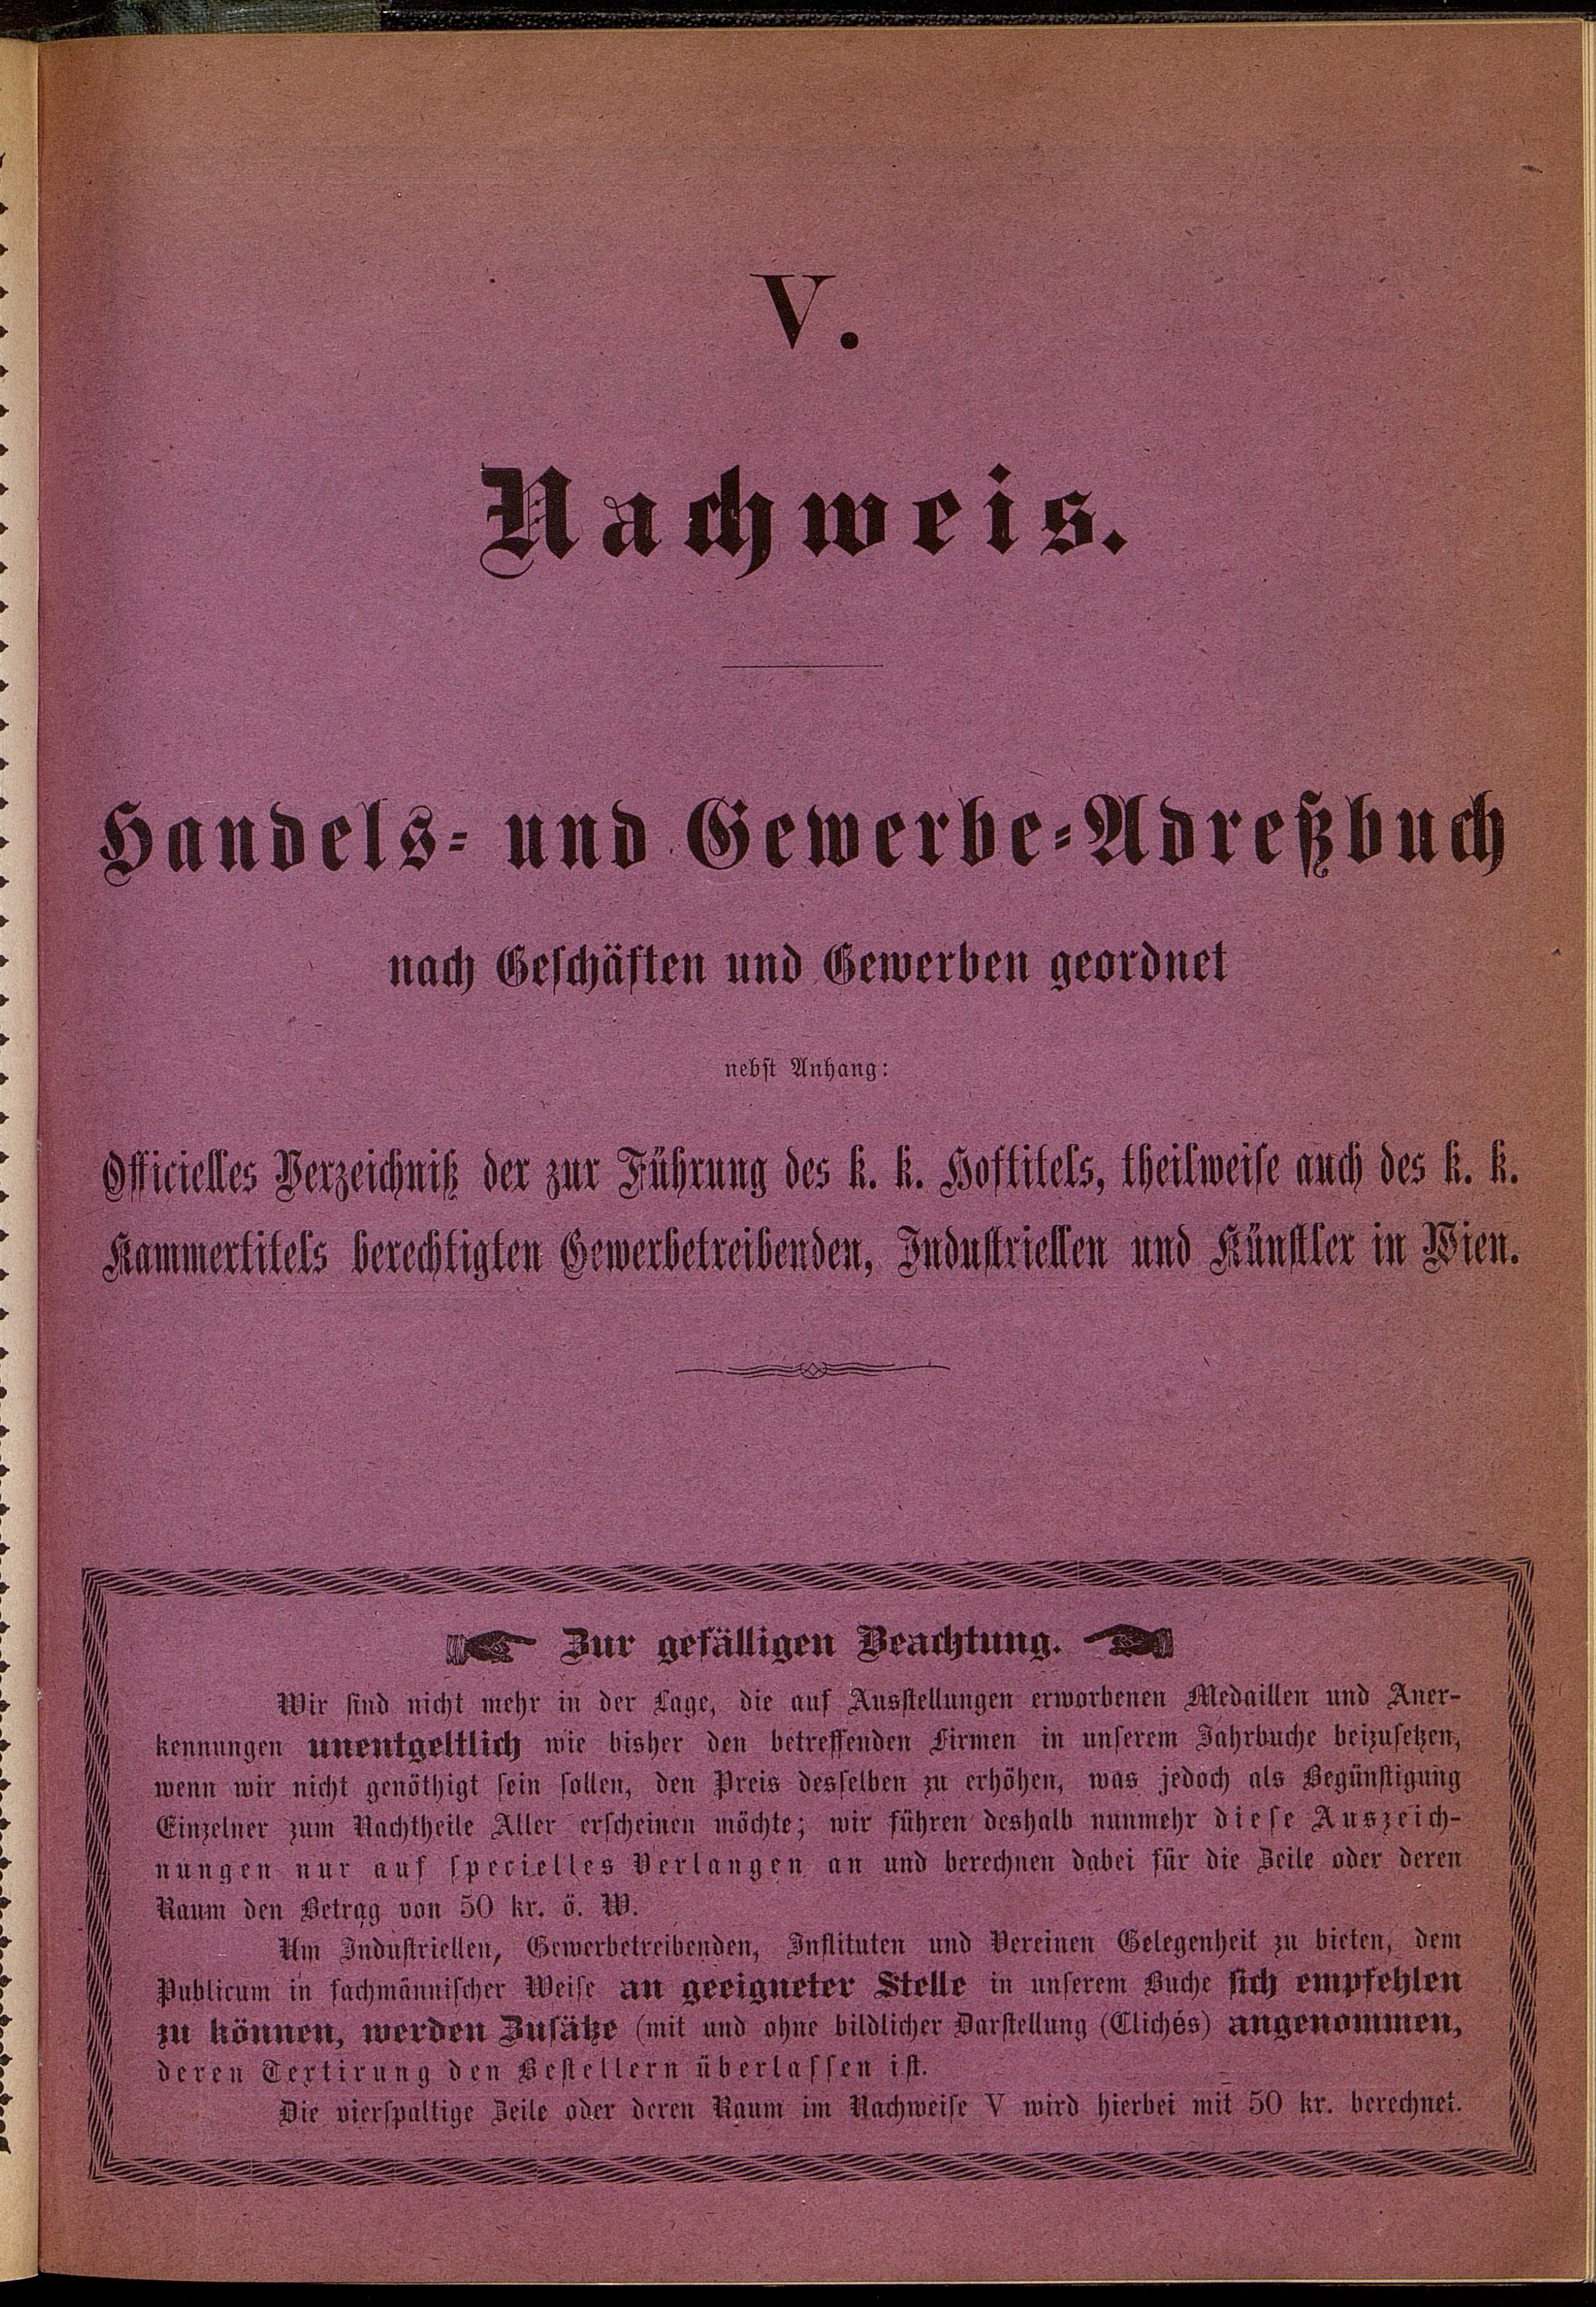 V.
Nachweis.
Handels- und Gewerbe-Adreßbuch
nach Geschäften und Gewerben geordnet
nebst Anhang:
Officielles Verzeichniß der zur Führung des k. k. Hoftitels, theilweise auch des k. k.
Kammertitels berechtigten Gewerbetreibenden, Industriellen und Künstler in Wien.
Zur gefälligen Beachtung.
Wir sind nicht mehr in der Lage, die auf Ausstellungen erworbenen Medaillen und Aner-
kennungen unentgeltlich wie bisher den betreffenden Firmen in unserem Jahrbuche beizusetzen,
wenn wir nicht genöthigt sein sollen, den Preis desselben zu erhöhen, was jedoch als Begünstigung
Einzelner zum Nachtheile Aller erscheinen möchte; wir führen deshalb nunmehr diese Auszeich-
nungen nur auf specielles Verlangen an und berechnen dabei für die Zeile oder deren
Raum den Betrag von 50 kr. ö. W.
Um Industriellen, Gewerbetreibenden, Instituten und Vereinen Gelegenheit zu bieten, dem
Publicum in fachmännischer Weise an geeigneter Stelle in unserem Buche sich empfehlen
zu können, werden Zusätze (mit und ohne bildlicher Darstellung (Clichés) angenommen,
deren Textirung den Bestellern überlassen ist.
Die vierspaltige Zeile oder deren Raum im Nachweise V wird hierbei mit 50 kr. berechnet.